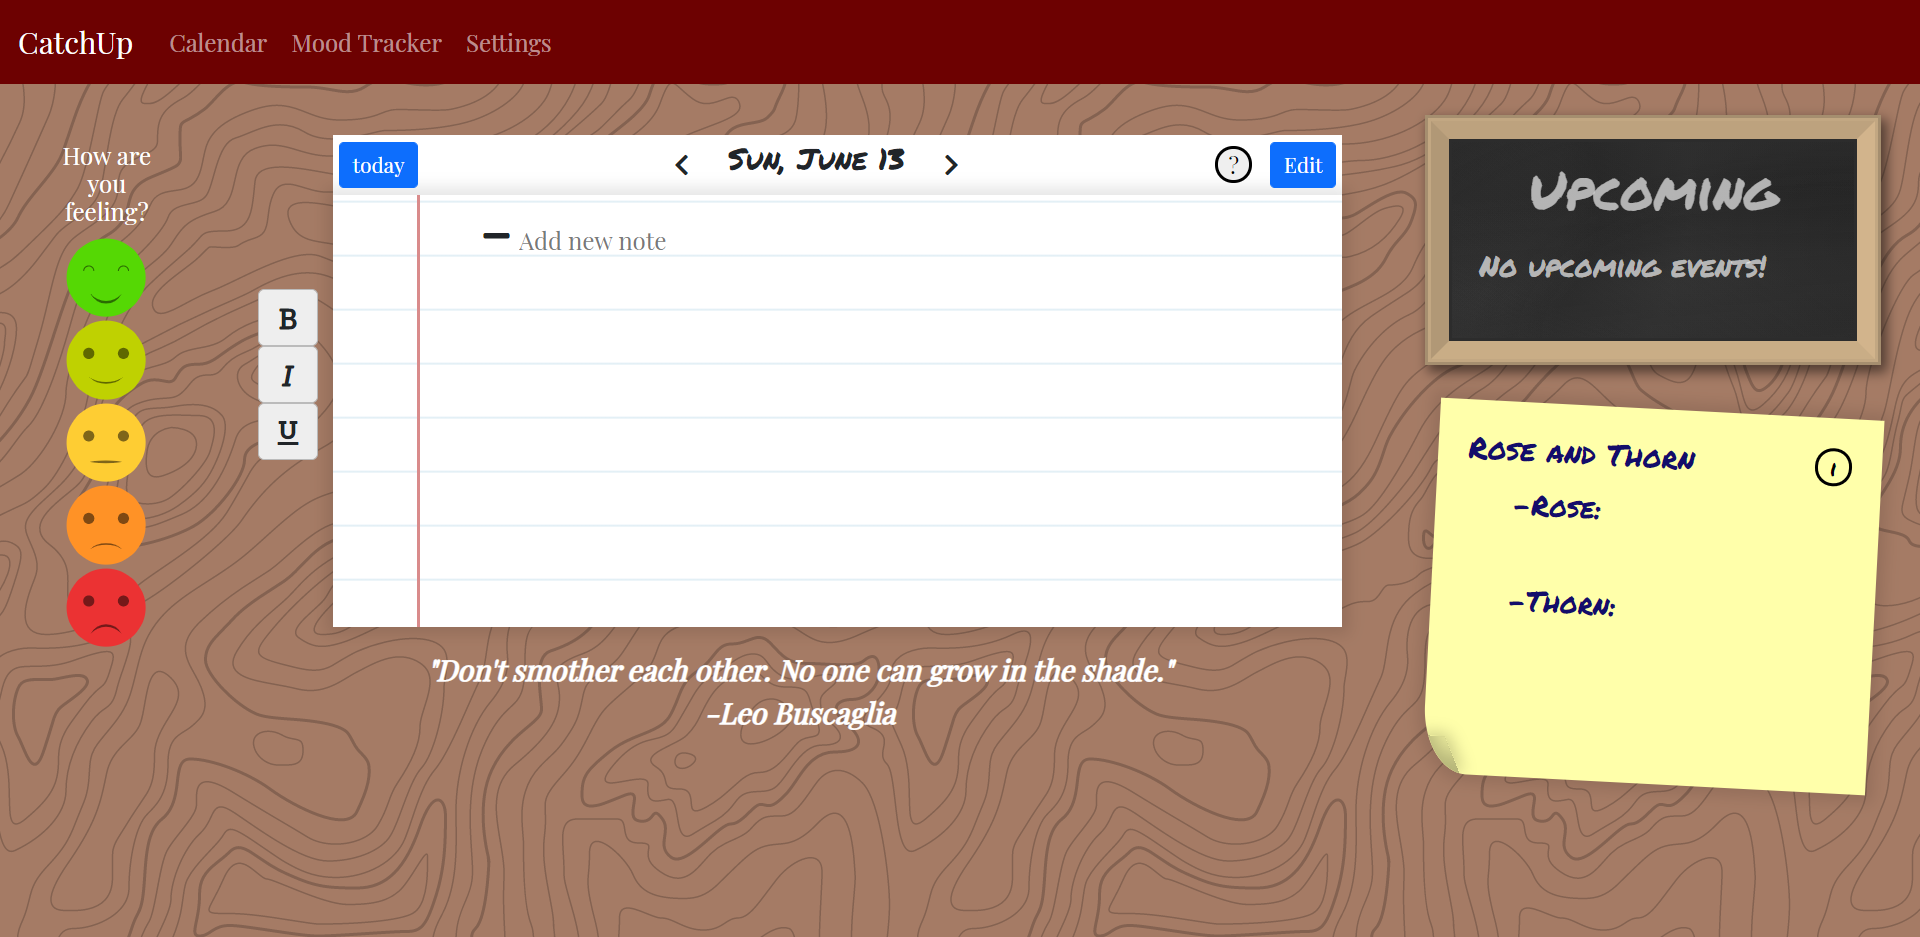 CatchUp Calendar Mood Tracker Settings
How are
you
feeling?
B
I
U
today
Sun, June 13
?
Edit
Add new note
"Don't smother each other. No one can grow in the shade."
-Leo Buscaglia
Upcoming
No upcoming events!
Rose and Thorn
i
-Rose:
-Thorn: